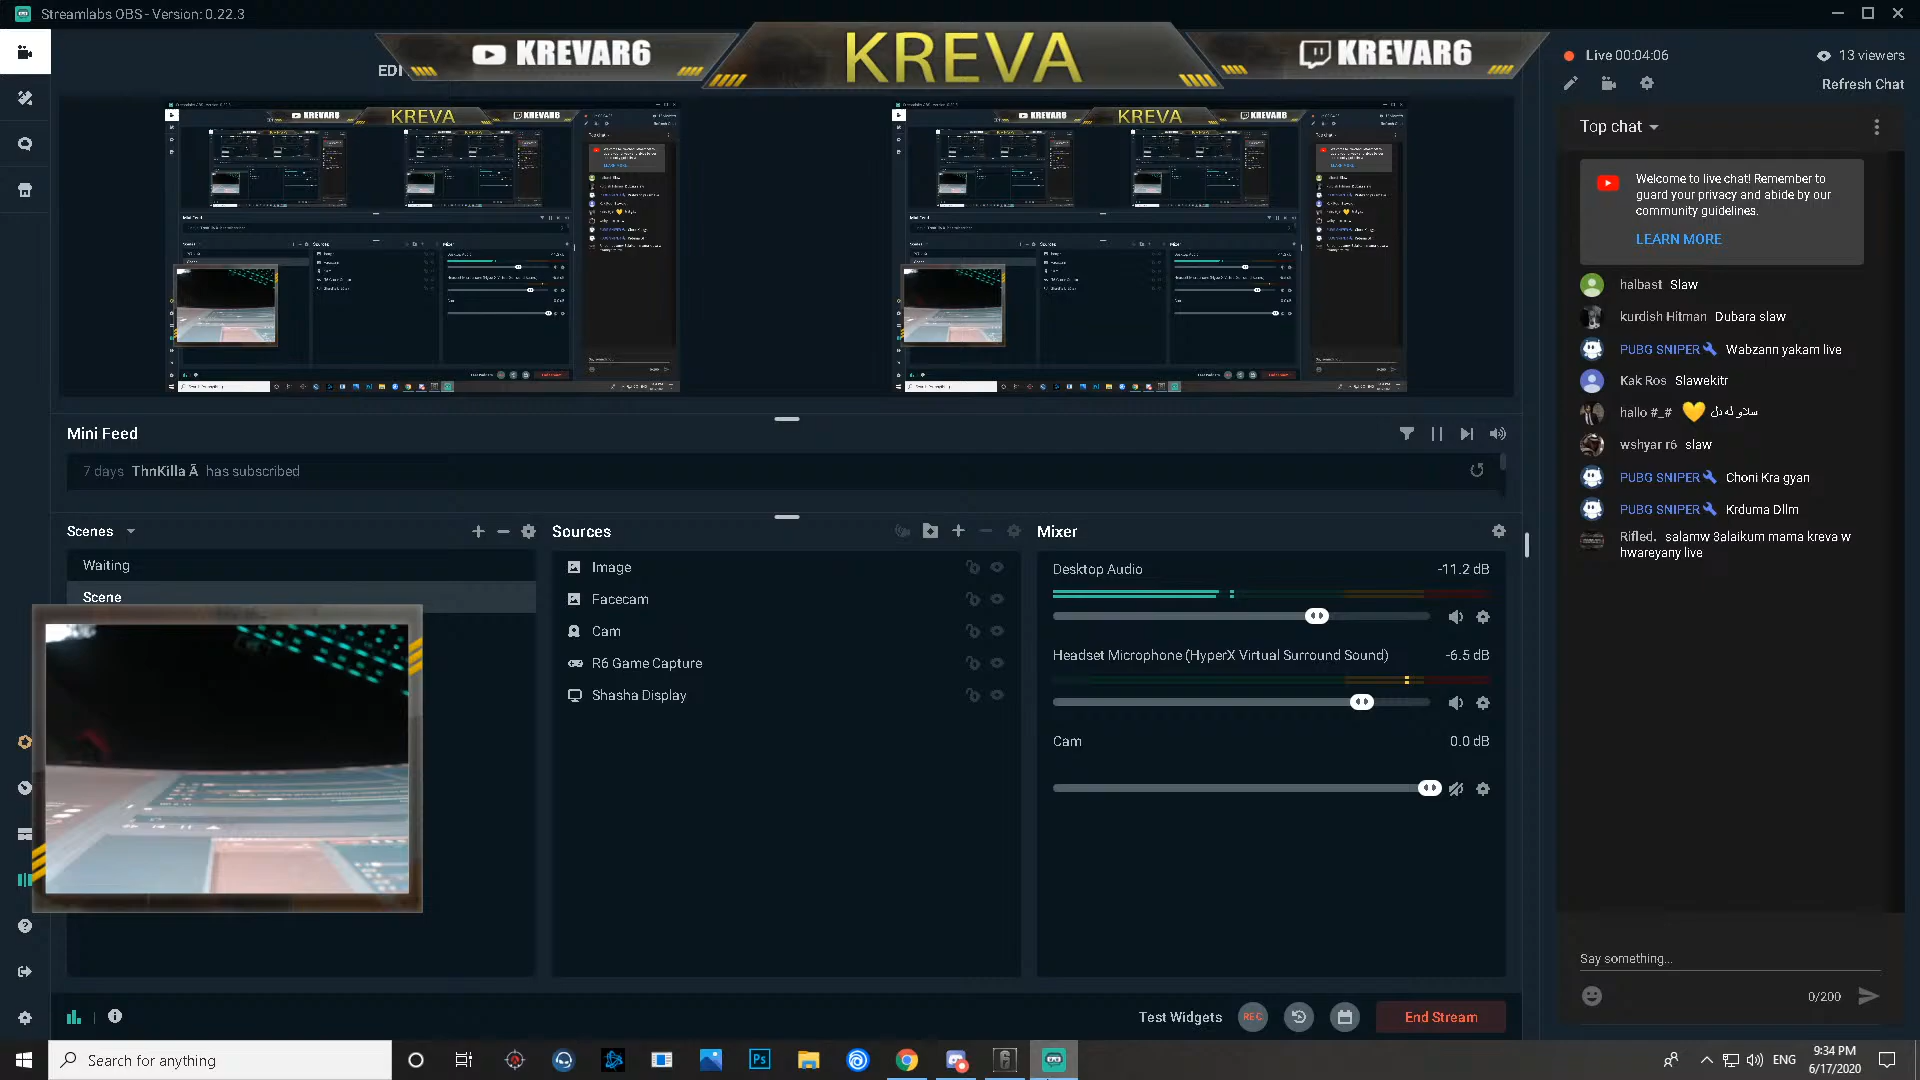 Streamlabs OBS - Version: 0.22.3
KREVAR6
KREVA
KREVAR6
EDI
Live 00:04:06
13 viewers
Refresh Chat
Top chat
Welcome to live chat! Remember to
guard your privacy and abide by our
community guidelines.
LEARN MORE
halbast Slaw
kurdish Hitman Dubara slaw
PUBG SNIPER Wabzann yakam live
Kak Ros Slawekitr
hallo #_# 💛 سلاو له دل
wshyar r6 slaw
PUBG SNIPER Choni Kra gyan
PUBG SNIPER Krduma Dllm
Rifled. salamw 3alaikum mama kreva w
hwareyany live
Say something...
0/200
Mini Feed
7 days ThnKilla Ã has subscribed
Scenes
Waiting
Scene
Sources
Image
Facecam
Cam
R6 Game Capture
Shasha Display
Mixer
Desktop Audio -11.2 dB
Headset Microphone (HyperX Virtual Surround Sound) -6.5 dB
Cam 0.0 dB
Test Widgets
REC
End Stream
Search for anything
Ps
ENG
9:34 PM
6/17/2020